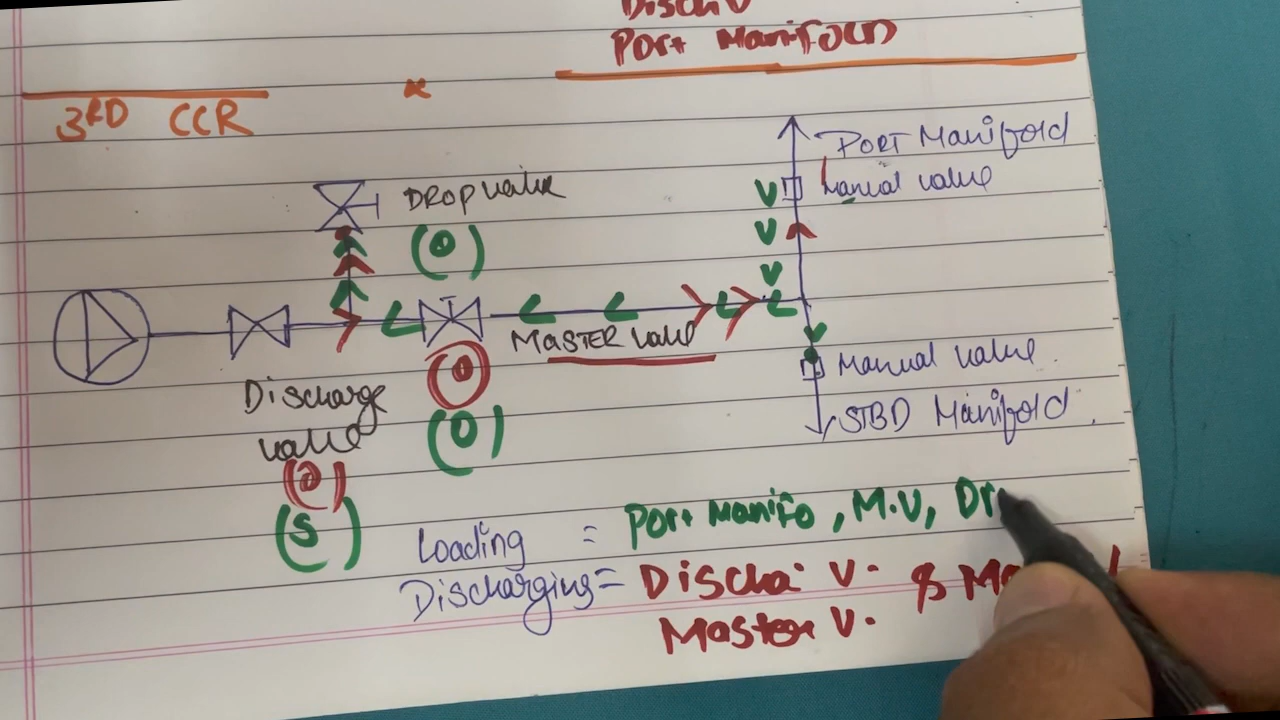 Discha
Port Manifold
3RD CCR
PORT Manifold
Manual valve
DROP valve
(O)
MASTER valve
Manual valve.
STBD Manifold.
(O)
(O)
Discharge
valve
(O)
(S)
Loading = Port Manifo, M.V, Dr
Discharging = Discha. V. & Ma
Master V.